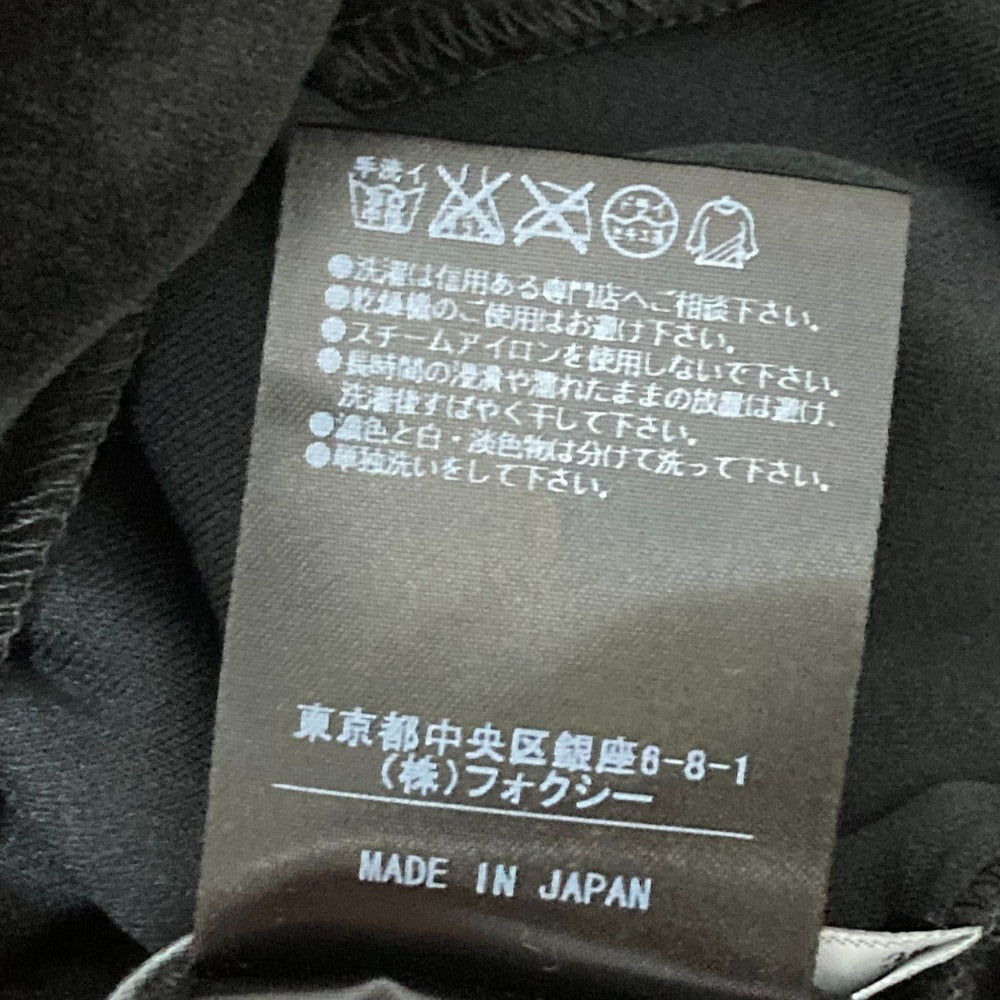 手洗イ
ドライ
●洗濯は信用ある専門店へご相談下さい。
●乾燥機のご使用はお避け下さい。
●スチームアイロンを使用しないで下さい。
●長時間の浸漬や濡れたままの放置は避け、
洗濯後すばやく干して下さい。
●濃色と白・淡色物は分けて洗って下さい。
●単独洗いをして下さい。
東京都中央区銀座6-8-1
(株)フォクシー
MADE IN JAPAN